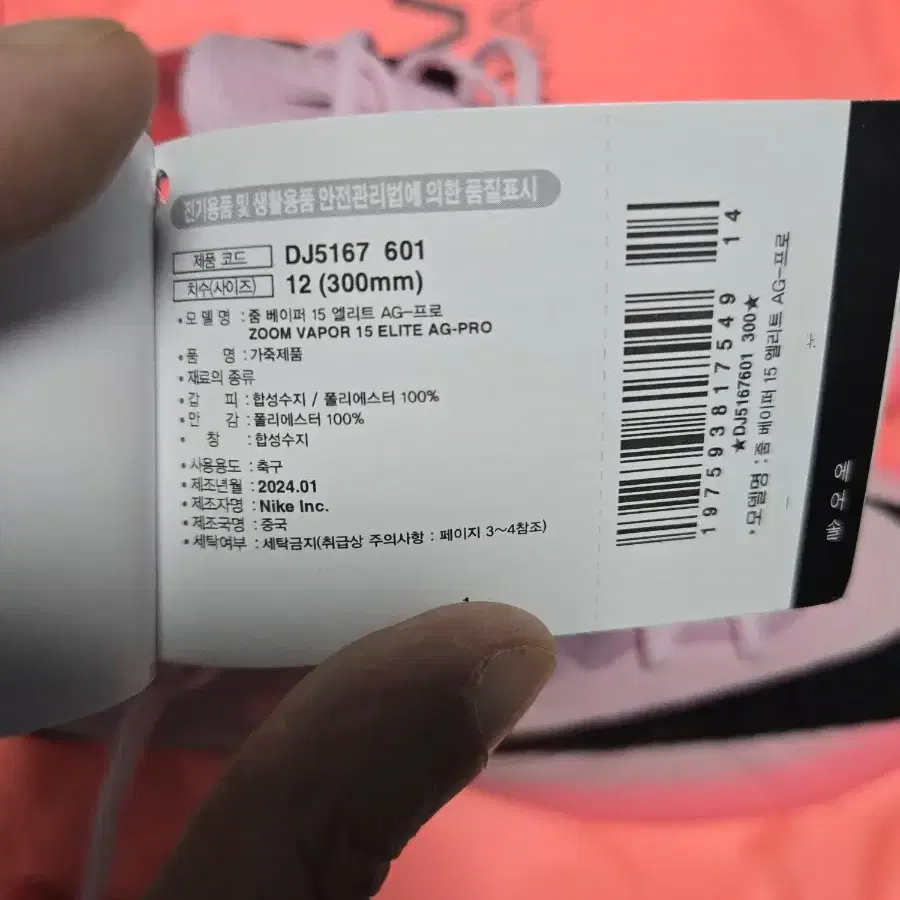 전기용품 및 생활용품 안전관리법에 의한 품질표시
제품 코드 DJ5167 601
치수(사이즈) 12 (300mm)
•모 델 명 : 줌 베이퍼 15 엘리트 AG-프로
ZOOM VAPOR 15 ELITE AG-PRO
•품 명 : 가죽제품
•재료의 종류
•갑 피 : 합성수지 / 폴리에스터 100%
•안 감 : 폴리에스터 100%
• 창 : 합성수지
•사용용도 : 축구
•제조년월 : 2024.01
•제조자명 : Nike Inc.
•제조국명 : 중국
•세탁여부 : 세탁금지(취급상 주의사항 : 페이지 3~4참조)
14
197593817549
★DJ5167601 300★
•모델명 : 줌 베이퍼 15 엘리트 AG-프로
에어솔